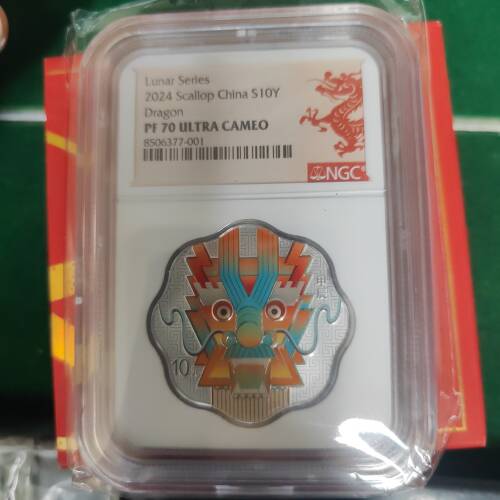 Lunar Series
2024 Scallop China S10Y
Dragon
PF 70 ULTRA CAMEO
8506377-001
NGC
10